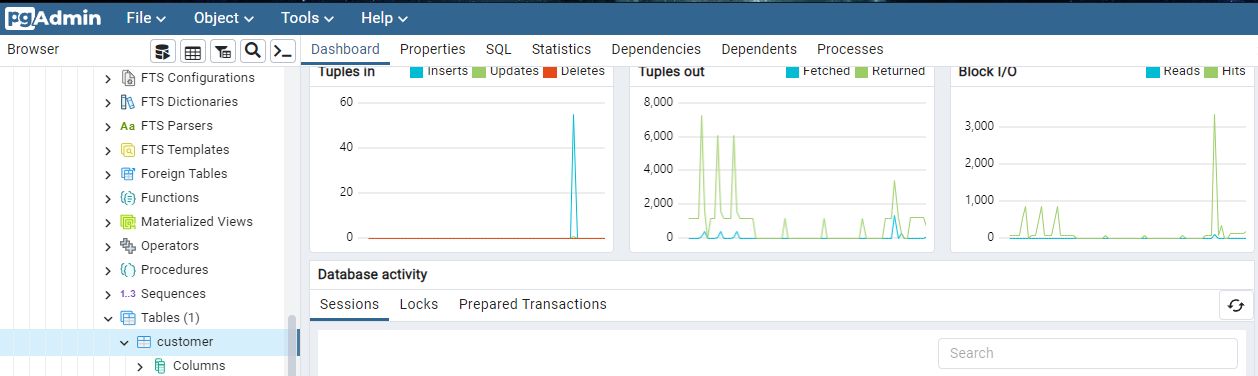 pgAdmin File Object Tools Help
Browser
Dashboard Properties SQL Statistics Dependencies Dependents Processes
FTS Configurations
FTS Dictionaries
Aa FTS Parsers
FTS Templates
Foreign Tables
Functions
Materialized Views
Operators
Procedures
1..3 Sequences
Tables (1)
customer
Columns
Tuples in Inserts Updates Deletes
60
40
20
0
Tuples out Fetched Returned
8,000
6,000
4,000
2,000
0
Block I/O Reads Hits
3,000
2,000
1,000
0
Database activity
Sessions Locks Prepared Transactions
Search